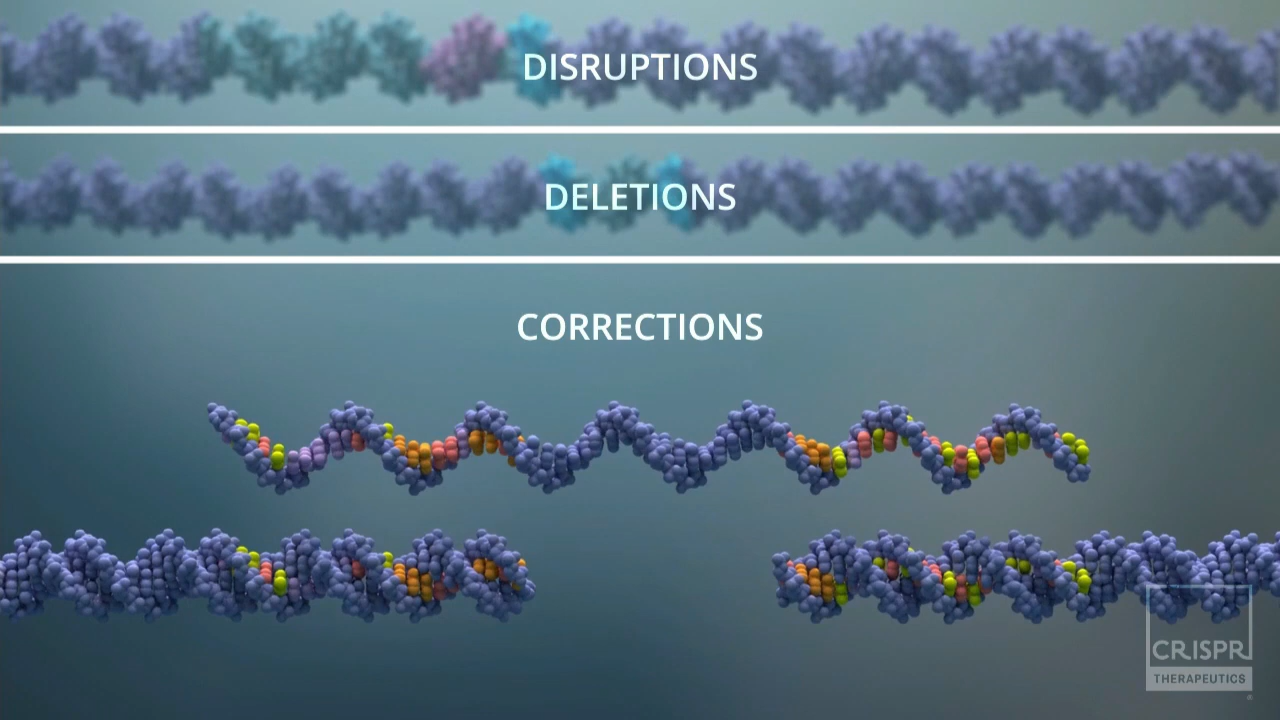 DISRUPTIONS
DELETIONS
CORRECTIONS
CRISPR
THERAPEUTICS